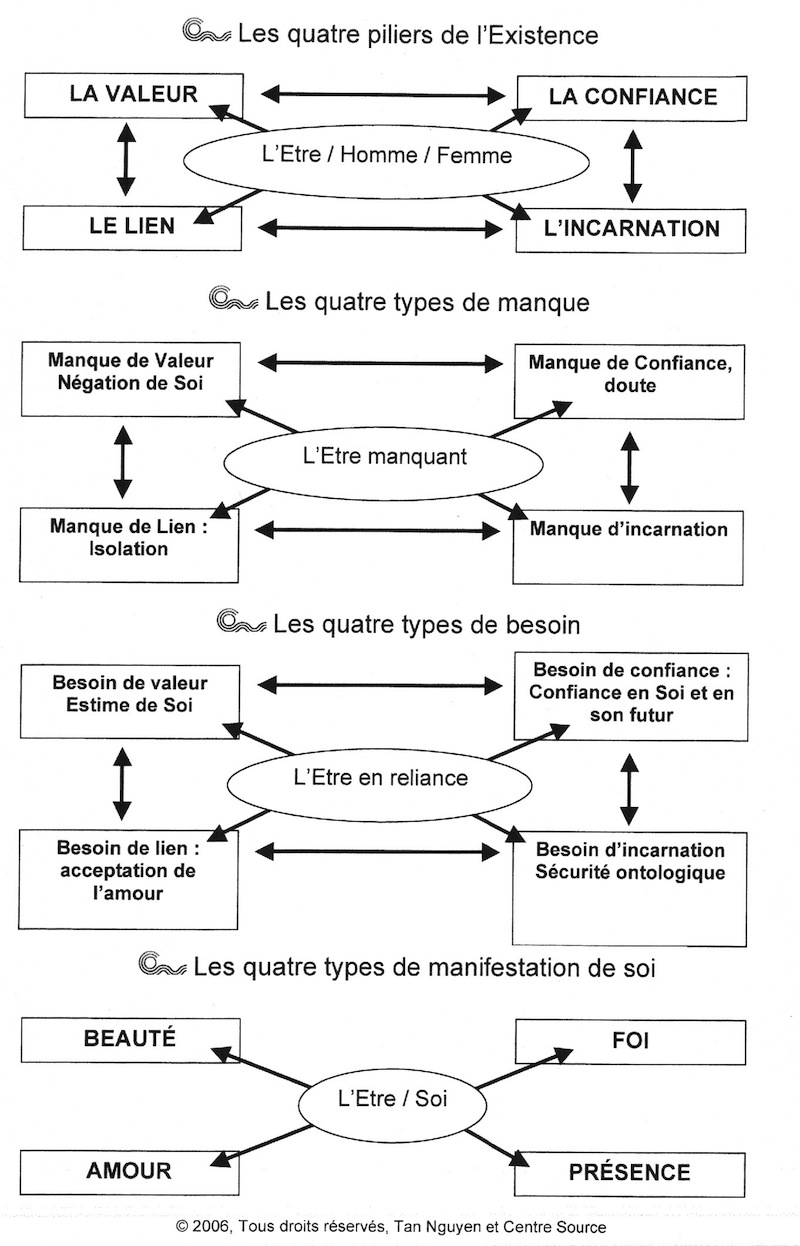 Les quatre piliers de l'Existence
LA VALEUR
LA CONFIANCE
L'Etre / Homme / Femme
LE LIEN
L'INCARNATION
Les quatre types de manque
Manque de Valeur
Négation de Soi
Manque de Confiance,
doute
L'Etre manquant
Manque de Lien :
Isolation
Manque d'incarnation
Les quatre types de besoin
Besoin de valeur
Estime de Soi
Besoin de confiance :
Confiance en Soi et en
son futur
L'Etre en reliance
Besoin de lien :
acceptation de
l'amour
Besoin d'incarnation
Sécurité ontologique
Les quatre types de manifestation de soi
BEAUTÉ
FOI
L'Etre / Soi
AMOUR
PRÉSENCE
© 2006, Tous droits réservés, Tan Nguyen et Centre Source